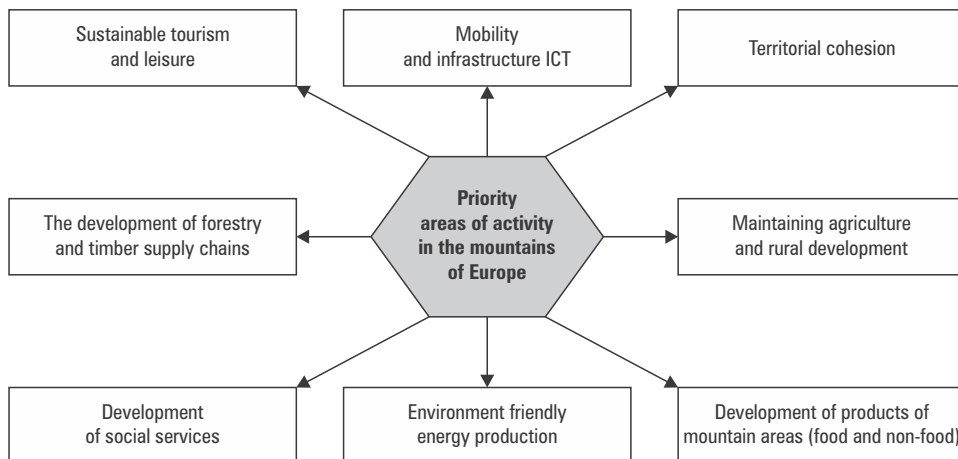 Sustainable tourism
and leisure
Mobility
and infrastructure ICT
Territorial cohesion
The development of forestry
and timber supply chains
Priority
areas of activity
in the mountains
of Europe
Maintaining agriculture
and rural development
Development
of social services
Environment friendly
energy production
Development of products of
mountain areas (food and non-food)